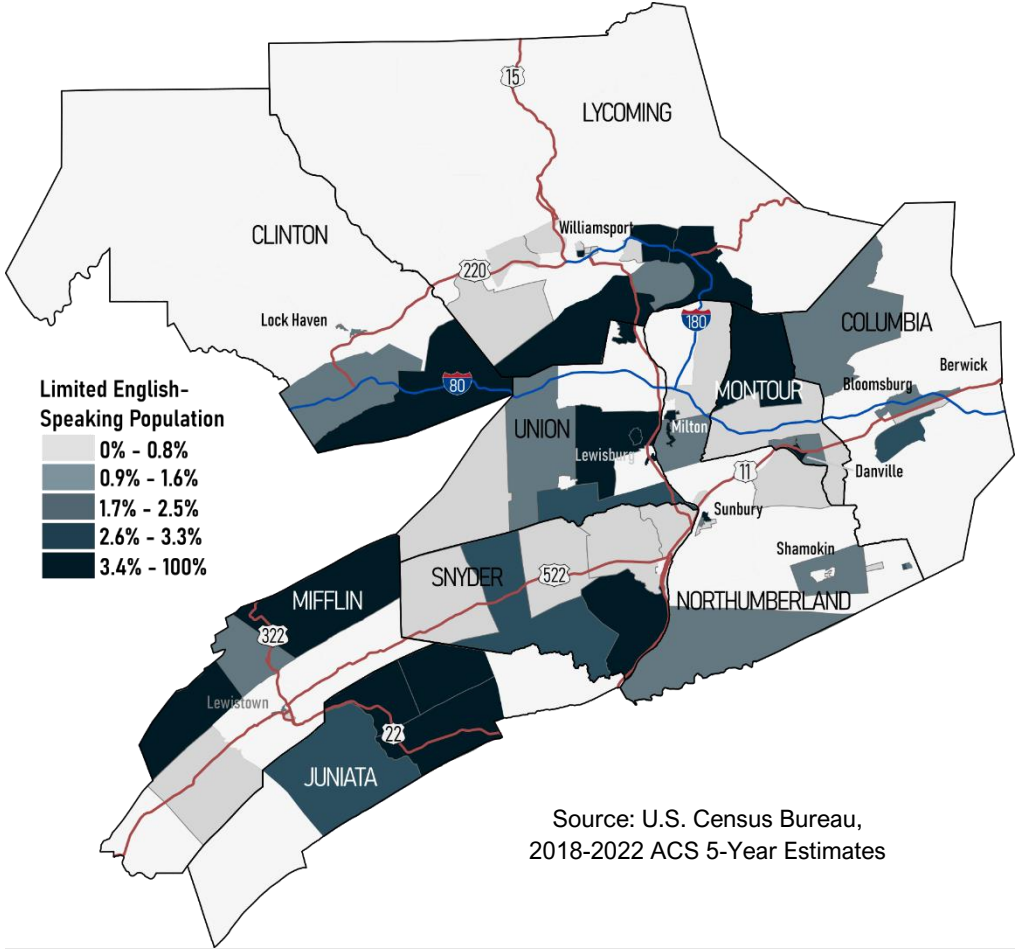 15
LYCOMING
Williamsport
CLINTON
220
Lock Haven
180
COLUMBIA
Berwick
80
MONTOUR
Bloomsburg
Limited English-
Speaking Population
0% - 0.8%
0.9% - 1.6%
1.7% - 2.5%
2.6% - 3.3%
3.4% - 100%
UNION
Milton
Lewisburg
11
Danville
Sunbury
Shamokin
SNYDER
522
MIFFLIN
NORTHUMBERLAND
322
Lewistown
22
JUNIATA
Source: U.S. Census Bureau,
2018-2022 ACS 5-Year Estimates